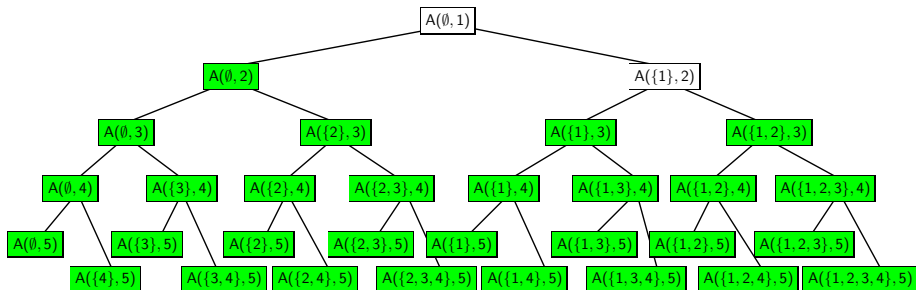 A(∅, 1)
A(∅, 2) A({1}, 2)
A(∅, 3) A({2}, 3) A({1}, 3) A({1, 2}, 3)
A(∅, 4) A({3}, 4) A({2}, 4) A({2, 3}, 4) A({1}, 4) A({1, 3}, 4) A({1, 2}, 4) A({1, 2, 3}, 4)
A(∅, 5) A({3}, 5) A({2}, 5) A({2, 3}, 5) A({1}, 5) A({1, 3}, 5) A({1, 2}, 5) A({1, 2, 3}, 5)
A({4}, 5) A({3, 4}, 5) A({2, 4}, 5) A({2, 3, 4}, 5) A({1, 4}, 5) A({1, 3, 4}, 5) A({1, 2, 4}, 5) A({1, 2, 3, 4}, 5)